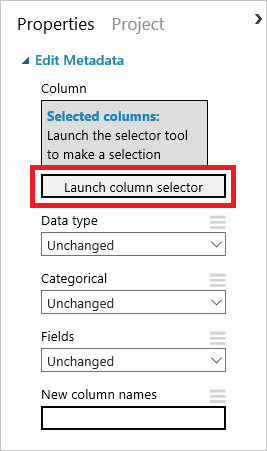 Properties Project
Edit Metadata
Column
Selected columns:
Launch the selector tool
to make a selection
Launch column selector
Data type
Unchanged
Categorical
Unchanged
Fields
Unchanged
New column names